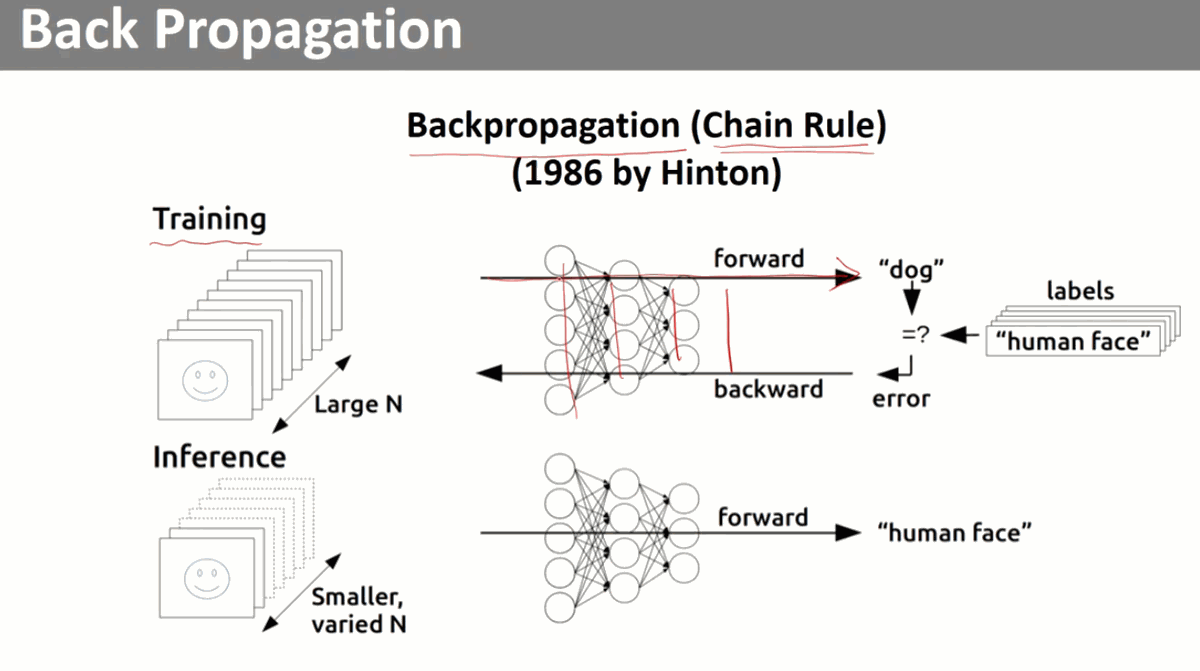 Back Propagation
Backpropagation (Chain Rule)
(1986 by Hinton)
Training
Large N
forward
“dog”
=?
labels
“human face”
backward
error
Inference
Smaller,
varied N
forward
“human face”